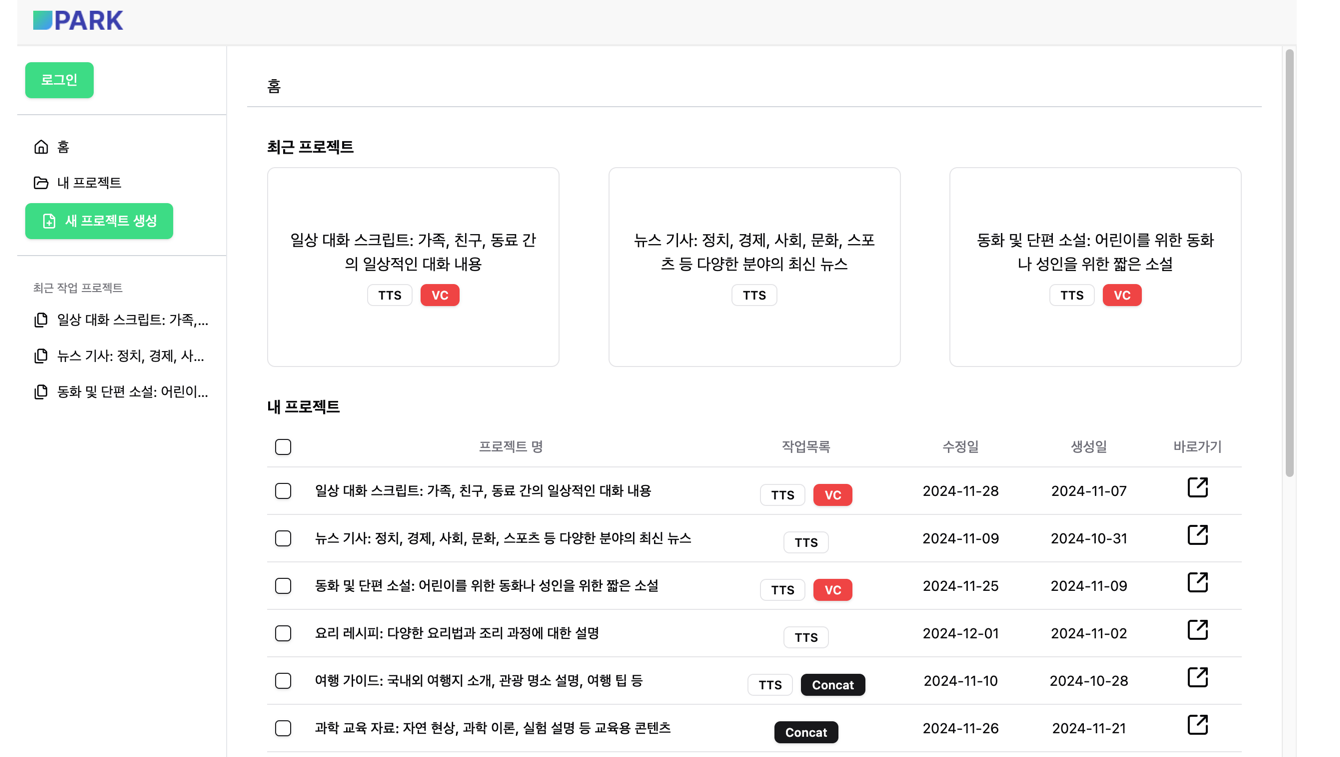 PARK
로그인
홈
내 프로젝트
새 프로젝트 생성
최근 작업 프로젝트
일상 대화 스크립트: 가족,...
뉴스 기사: 정치, 경제, 사...
동화 및 단편 소설: 어린이...
홈
최근 프로젝트
일상 대화 스크립트: 가족, 친구, 동료 간
의 일상적인 대화 내용
TTS VC
뉴스 기사: 정치, 경제, 사회, 문화, 스포
츠 등 다양한 분야의 최신 뉴스
TTS
동화 및 단편 소설: 어린이를 위한 동화
나 성인을 위한 짧은 소설
TTS VC
내 프로젝트
프로젝트 명 작업목록 수정일 생성일 바로가기
일상 대화 스크립트: 가족, 친구, 동료 간의 일상적인 대화 내용 TTS VC 2024-11-28 2024-11-07
뉴스 기사: 정치, 경제, 사회, 문화, 스포츠 등 다양한 분야의 최신 뉴스 TTS 2024-11-09 2024-10-31
동화 및 단편 소설: 어린이를 위한 동화나 성인을 위한 짧은 소설 TTS VC 2024-11-25 2024-11-09
요리 레시피: 다양한 요리법과 조리 과정에 대한 설명 TTS 2024-12-01 2024-11-02
여행 가이드: 국내외 여행지 소개, 관광 명소 설명, 여행 팁 등 TTS Concat 2024-11-10 2024-10-28
과학 교육 자료: 자연 현상, 과학 이론, 실험 설명 등 교육용 콘텐츠 Concat 2024-11-26 2024-11-21